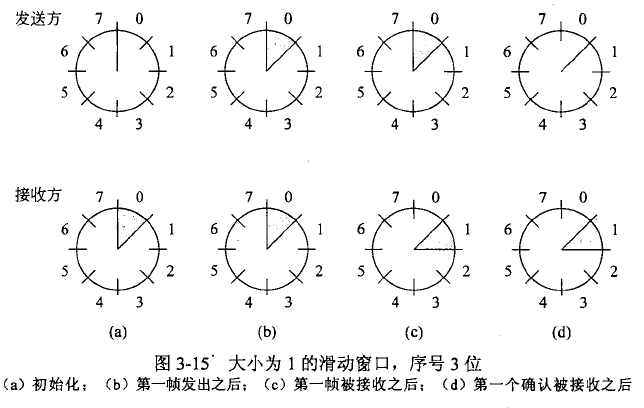 发送方
7 0 7 0 7 0 7 0
6 1 6 1 6 1 6 1
5 2 5 2 5 2 5 2
4 3 4 3 4 3 4 3
接收方
7 0 7 0 7 0 7 0
6 1 6 1 6 1 6 1
5 2 5 2 5 2 5 2
4 3 4 3 4 3 4 3
(a) (b) (c) (d)
图 3-15 大小为 1 的滑动窗口，序号 3 位
（a）初始化；（b）第一帧发出之后；（c）第一帧被接收之后；（d）第一个确认被接收之后